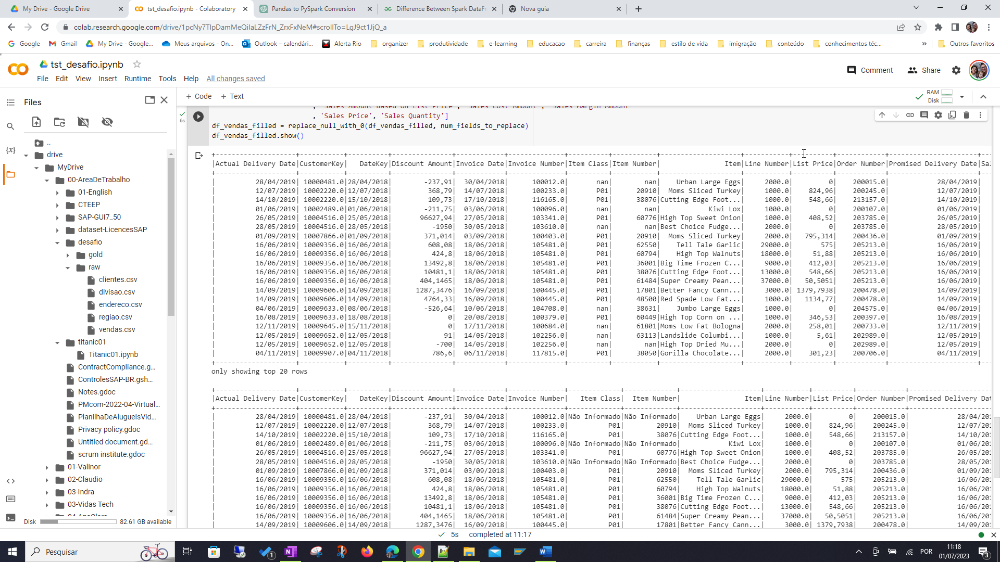 My Drive - Google Drive
tst_desafio.ipynb - Colaboratory
Pandas to PySpark Conversion
Difference Between Spark DataFr
Nova guia
colab.research.google.com/drive/1pcNy7TlpDamMeQiIaLZzFrN_ZrxFxNeM#scrollTo=LgJ9ct1JjQ_a
Google
Gmail
My Drive - Google...
Meus arquivos - On...
Outlook – calendári...
Alerta Rio
organizer
produtividade
e-learning
educacao
carreira
finanças
estilo de vida
imigração
conteúdo
conhecimentos téc...
Outros favoritos
tst_desafio.ipynb
Comment
Share
File Edit View Insert Runtime Tools Help All changes saved
Files
+ Code + Text
RAM
Disk
..
drive
MyDrive
00-AreaDeTrabalho
01-English
CTEEP
SAP-GUI7_50
dataset-LicencesSAP
desafio
gold
raw
clientes.csv
divisao.csv
endereco.csv
regiao.csv
vendas.csv
titanic01
Titanic01.ipynb
ContractCompliance.g...
ControlesSAP-BR.gsh...
Notes.gdoc
PMcom-2022-04-Virtual...
PlanilhaDeAlugueisVid...
Privacy policy.gdoc
Untitled document.gd...
scrum institute.gdoc
01-Valinor
02-Claudio
03-Indra
03-Vidas Tech
04-AnaClara
Disk 82.61 GB available
6s
, 'Sales Amount Based on List Price', 'Sales Cost Amount', 'Sales Margin Amount'
, 'Sales Price', 'Sales Quantity']
df_vendas_filled = replace_null_with_0(df_vendas_filled, num_fields_to_replace)
df_vendas_filled.show()
|Actual Delivery Date|CustomerKey| DateKey|Discount Amount|Invoice Date|Invoice Number|Item Class|Item Number| Item|Line Number|List Price|Order Number|Promised Delivery Date|Sal
| 28/04/2019| 10000481.0|28/04/2018| -237,91| 30/04/2018| 100012.0| nan| nan| Urban Large Eggs| 2000.0| 0| 200015.0| 28/04/2019|
| 12/07/2019| 10002220.0|12/07/2018| 368,79| 14/07/2018| 100233.0| P01| 20910| Moms Sliced Turkey| 1000.0| 824,96| 200245.0| 12/07/2019|
| 14/10/2019| 10002220.0|15/10/2018| 109,73| 17/10/2018| 116165.0| P01| 38076|Cutting Edge Foot...| 1000.0| 548,66| 213157.0| 14/10/2019|
| 01/06/2019| 10002489.0|01/06/2018| -211,75| 03/06/2018| 100096.0| nan| nan| Kiwi Lox| 1000.0| 0| 200107.0| 01/06/2019|
| 26/05/2019| 10004516.0|25/05/2018| 96627,94| 27/05/2018| 103341.0| P01| 60776|High Top Sweet Onion| 1000.0| 408,52| 203785.0| 26/05/2019|
| 28/05/2019| 10004516.0|28/05/2018| -1950| 30/05/2018| 103610.0| nan| nan|Best Choice Fudge...| 2000.0| 0| 203785.0| 28/05/2019|
| 01/09/2019| 10007866.0|01/09/2018| 371,014| 03/09/2018| 100403.0| P01| 20910| Moms Sliced Turkey| 2000.0| 795,314| 200436.0| 01/09/2019|
| 16/06/2019| 10009356.0|16/06/2018| 608,08| 18/06/2018| 105481.0| P01| 62550| Tell Tale Garlic| 29000.0| 575| 205213.0| 16/06/2019|
| 16/06/2019| 10009356.0|16/06/2018| 424,8| 18/06/2018| 105481.0| P01| 60794| High Top Walnuts| 18000.0| 51,88| 205213.0| 16/06/2019|
| 16/06/2019| 10009356.0|16/06/2018| 13492,8| 18/06/2018| 105481.0| P01| 36001|Big Time Frozen C...| 9000.0| 412,03| 205213.0| 16/06/2019|
| 16/06/2019| 10009356.0|16/06/2018| 10481,1| 18/06/2018| 105481.0| P01| 38076|Cutting Edge Foot...| 13000.0| 548,66| 205213.0| 16/06/2019|
| 16/06/2019| 10009356.0|16/06/2018| 404,1465| 18/06/2018| 105481.0| P01| 61484|Super Creamy Pean...| 37000.0| 50,5051| 205213.0| 16/06/2019|
| 14/09/2019| 10009606.0|14/09/2018| 1287,3476| 16/09/2018| 100445.0| P01| 17801|Better Fancy Cann...| 3000.0| 1379,7938| 200478.0| 14/09/2019|
| 14/09/2019| 10009606.0|14/09/2018| 4764,33| 16/09/2018| 100445.0| P01| 48500|Red Spade Low Fat...| 1000.0| 1134,77| 200478.0| 14/09/2019|
| 04/06/2019| 10009633.0|08/06/2018| -526,64| 10/06/2018| 104708.0| nan| 38631| Jumbo Large Eggs| 1000.0| 0| 204575.0| 04/06/2019|
| 16/08/2019| 10009633.0|18/08/2018| 0| 20/08/2018| 100379.0| P01| 60449|High Top Corn on ...| 1000.0| 346,53| 200397.0| 16/08/2019|
| 12/11/2019| 10009645.0|15/11/2018| 0| 17/11/2018| 100684.0| P01| 61801|Moms Low Fat Bologna| 2000.0| 258,01| 200733.0| 12/11/2019|
| 12/05/2019| 10009652.0|12/05/2018| 91| 14/05/2018| 102256.0| nan| 63113|Landslide Columbi...| 1000.0| 5,61| 202989.0| 12/05/2019|
| 12/05/2019| 10009652.0|12/05/2018| -700| 14/05/2018| 102256.0| nan| nan|High Top Dried Mu...| 2000.0| 0| 202989.0| 12/05/2019|
| 04/11/2019| 10009907.0|04/11/2018| 786,6| 06/11/2018| 117815.0| P01| 38050|Gorilla Chocolate...| 2000.0| 301,23| 200706.0| 04/11/2019|
only showing top 20 rows
|Actual Delivery Date|CustomerKey| DateKey|Discount Amount|Invoice Date|Invoice Number| Item Class| Item Number| Item|Line Number|List Price|Order Number|Promised Delivery Dat
| 28/04/2019| 10000481.0|28/04/2018| -237,91| 30/04/2018| 100012.0|Não Informado|Não Informado| Urban Large Eggs| 2000.0| 0| 200015.0| 28/04/201
| 12/07/2019| 10002220.0|12/07/2018| 368,79| 14/07/2018| 100233.0| P01| 20910| Moms Sliced Turkey| 1000.0| 824,96| 200245.0| 12/07/201
| 14/10/2019| 10002220.0|15/10/2018| 109,73| 17/10/2018| 116165.0| P01| 38076|Cutting Edge Foot...| 1000.0| 548,66| 213157.0| 14/10/201
| 01/06/2019| 10002489.0|01/06/2018| -211,75| 03/06/2018| 100096.0|Não Informado|Não Informado| Kiwi Lox| 1000.0| 0| 200107.0| 01/06/201
| 26/05/2019| 10004516.0|25/05/2018| 96627,94| 27/05/2018| 103341.0| P01| 60776|High Top Sweet Onion| 1000.0| 408,52| 203785.0| 26/05/201
| 28/05/2019| 10004516.0|28/05/2018| -1950| 30/05/2018| 103610.0|Não Informado|Não Informado|Best Choice Fudge...| 2000.0| 0| 203785.0| 28/05/201
| 01/09/2019| 10007866.0|01/09/2018| 371,014| 03/09/2018| 100403.0| P01| 20910| Moms Sliced Turkey| 2000.0| 795,314| 200436.0| 01/09/201
| 16/06/2019| 10009356.0|16/06/2018| 608,08| 18/06/2018| 105481.0| P01| 62550| Tell Tale Garlic| 29000.0| 575| 205213.0| 16/06/201
| 16/06/2019| 10009356.0|16/06/2018| 424,8| 18/06/2018| 105481.0| P01| 60794| High Top Walnuts| 18000.0| 51,88| 205213.0| 16/06/201
| 16/06/2019| 10009356.0|16/06/2018| 13492,8| 18/06/2018| 105481.0| P01| 36001|Big Time Frozen C...| 9000.0| 412,03| 205213.0| 16/06/201
| 16/06/2019| 10009356.0|16/06/2018| 10481,1| 18/06/2018| 105481.0| P01| 38076|Cutting Edge Foot...| 13000.0| 548,66| 205213.0| 16/06/201
| 16/06/2019| 10009356.0|16/06/2018| 404,1465| 18/06/2018| 105481.0| P01| 61484|Super Creamy Pean...| 37000.0| 50,5051| 205213.0| 16/06/201
| 14/09/2019| 10009606.0|14/09/2018| 1287,3476| 16/09/2018| 100445.0| P01| 17801|Better Fancy Cann...| 3000.0| 1379,7938| 200478.0| 14/09/201
5s completed at 11:17
Pesquisar
1
POR
11:18
01/07/2023
3